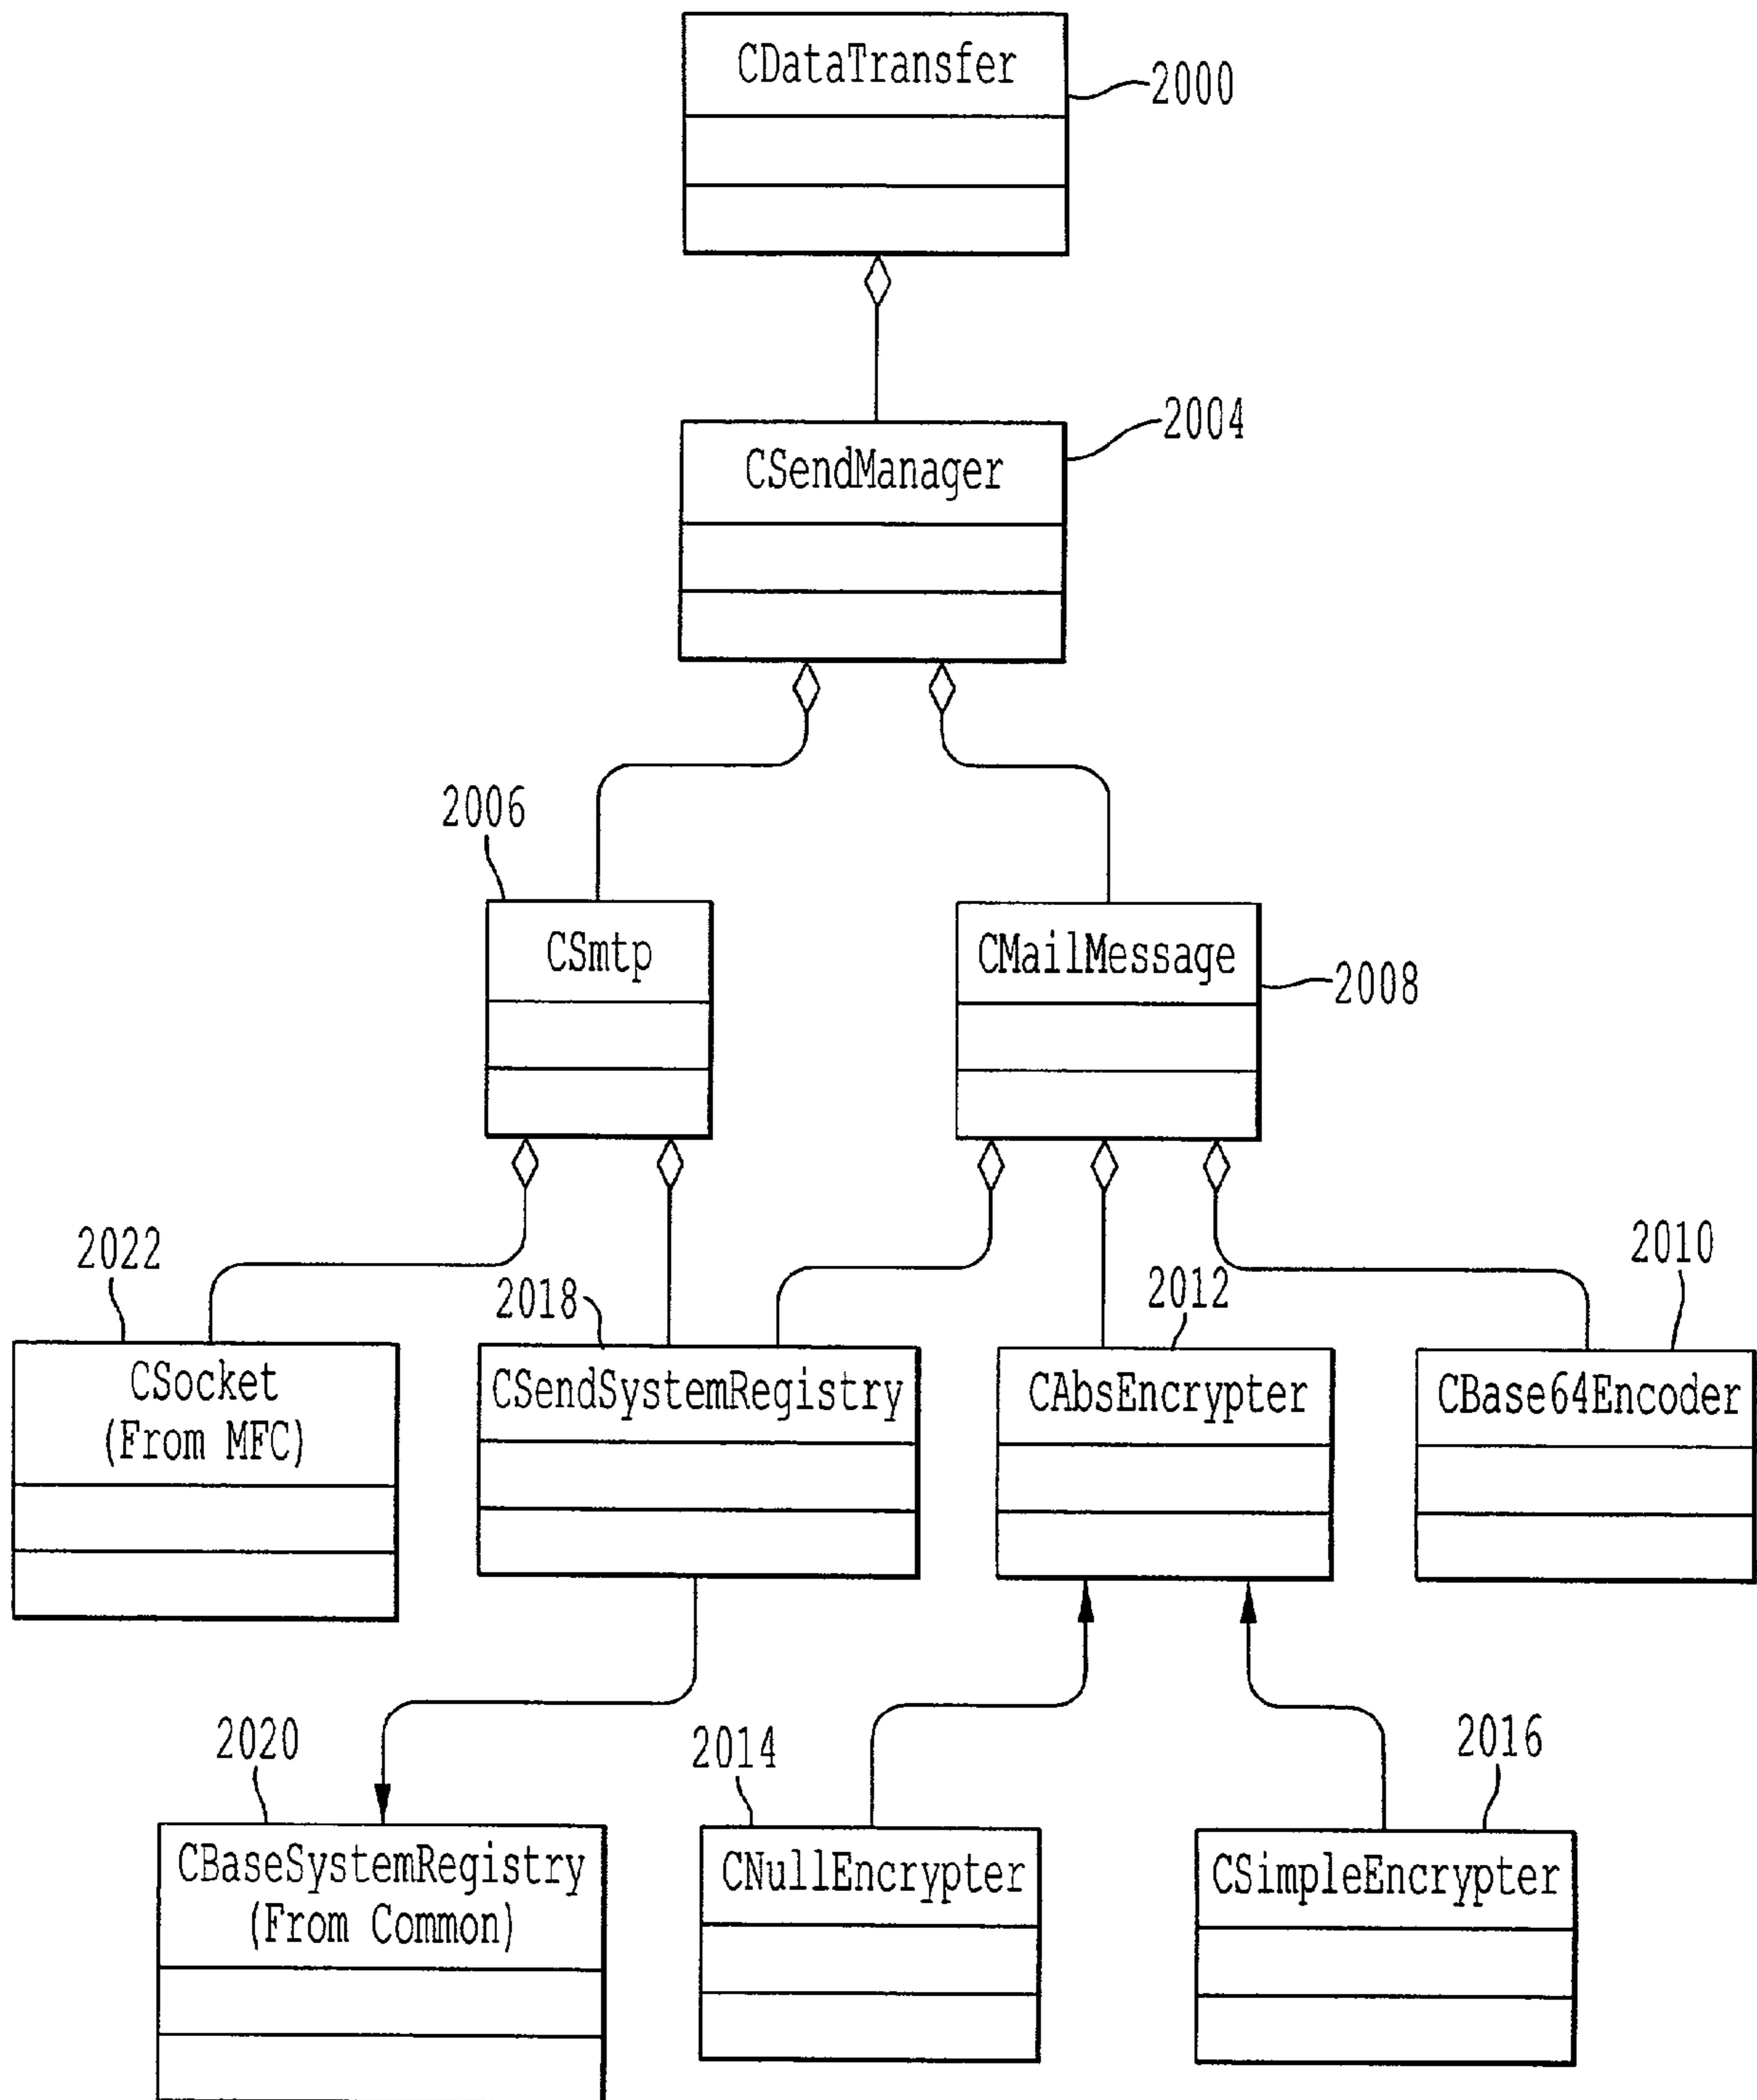 CDataTransfer
2000
CSendManager
2004
2006
CSmtp
CMailMessage
2008
2022
2018
2012
2010
CSocket
(From MFC)
CSendSystemRegistry
CAbsEncrypter
CBase64Encoder
2020
2014
2016
CBaseSystemRegistry
(From Common)
CNullEncrypter
CSimpleEncrypter